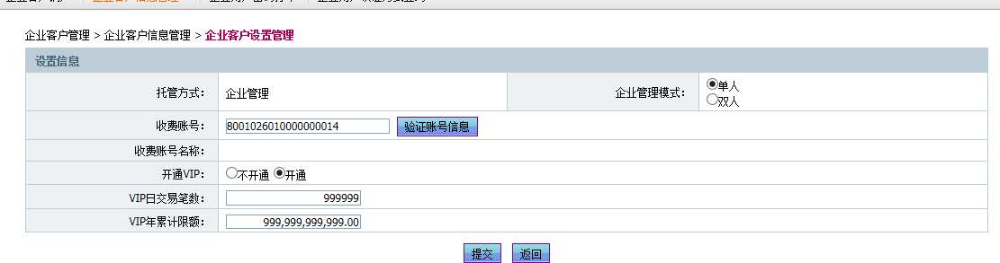 企业客户管理 > 企业客户信息管理 > 企业客户设置管理
设置信息
托管方式： 企业管理 企业管理模式： 单人
双人
收费账号： 8001026010000000014 验证账号信息
收费账号名称：
开通VIP： 不开通 开通
VIP日交易笔数： 999999
VIP年累计限额： 999,999,999,999.00
提交 返回